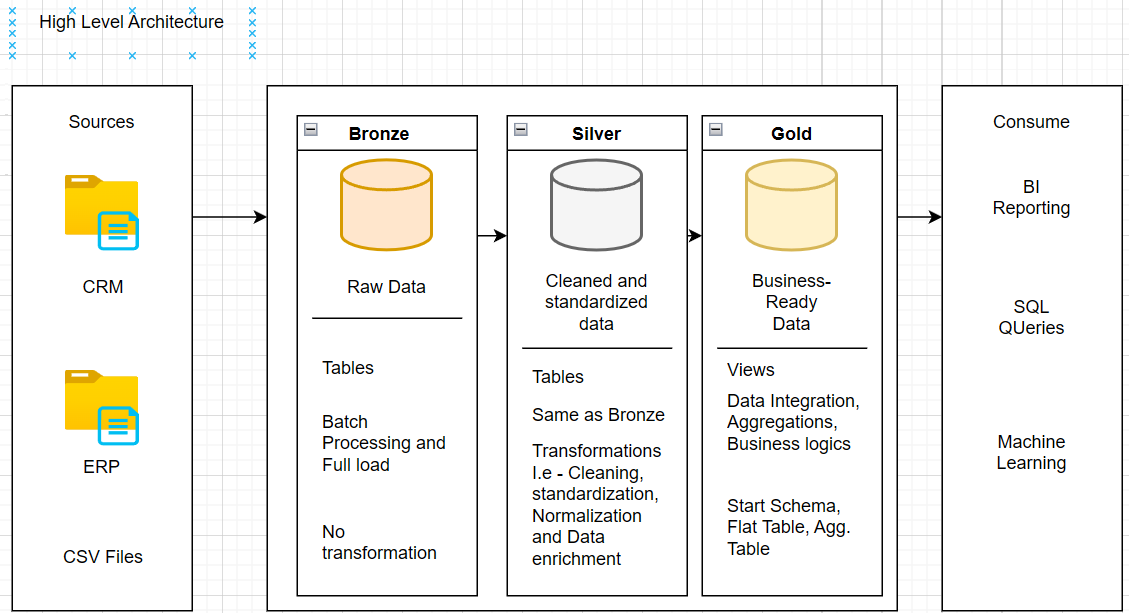 High Level Architecture
Sources
CRM
ERP
CSV Files
Bronze
Raw Data
Tables
Batch
Processing and
Full load
No
transformation
Silver
Cleaned and
standardized
data
Tables
Same as Bronze
Transformations
I.e - Cleaning,
standardization,
Normalization
and Data
enrichment
Gold
Business-
Ready
Data
Views
Data Integration,
Aggregations,
Business logics
Start Schema,
Flat Table, Agg.
Table
Consume
BI
Reporting
SQL
QUeries
Machine
Learning